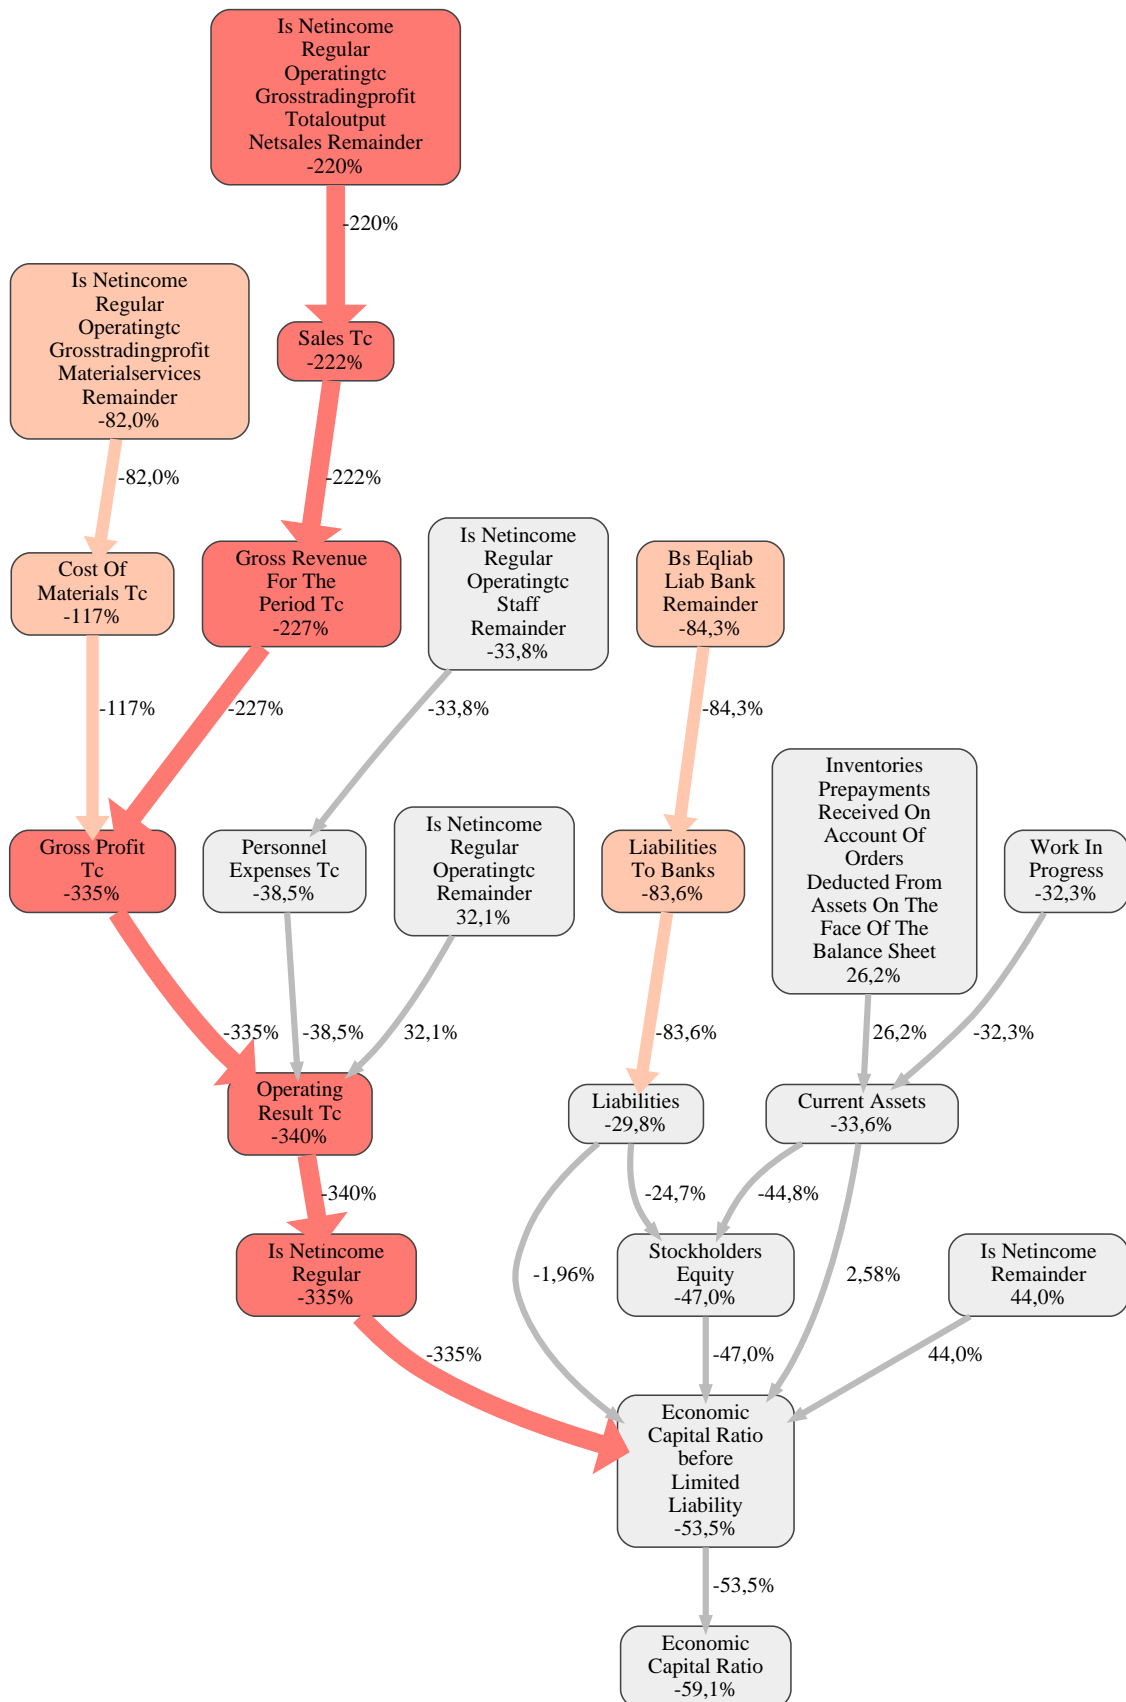 Is Netincome
Regular
Operatingtc
Grosstradingprofit
Totaloutput
Netsales Remainder
-220%
-220%
Is Netincome
Regular
Operatingtc
Grosstradingprofit
Materialservices
Remainder
-82,0%
Sales Tc
-222%
-82,0%
-222%
Cost Of
Materials Tc
-117%
Gross Revenue
For The
Period Tc
-227%
Is Netincome
Regular
Operatingtc
Staff
Remainder
-33,8%
Bs Eqliab
Liab Bank
Remainder
-84,3%
-117%
-227%
-33,8%
-84,3%
Gross Profit
Tc
-335%
Personnel
Expenses Tc
-38,5%
Is Netincome
Regular
Operatingtc
Remainder
32,1%
Liabilities
To Banks
-83,6%
Inventories
Prepayments
Received On
Account Of
Orders
Deducted From
Assets On The
Face Of The
Balance Sheet
26,2%
Work In
Progress
-32,3%
-335%
-38,5%
32,1%
-83,6%
26,2%
-32,3%
Operating
Result Tc
-340%
Liabilities
-29,8%
Current Assets
-33,6%
-340%
-24,7%
-44,8%
Is Netincome
Regular
-335%
-1,96%
Stockholders
Equity
-47,0%
2,58%
Is Netincome
Remainder
44,0%
-335%
-47,0%
44,0%
Economic
Capital Ratio
before
Limited
Liability
-53,5%
-53,5%
Economic
Capital Ratio
-59,1%